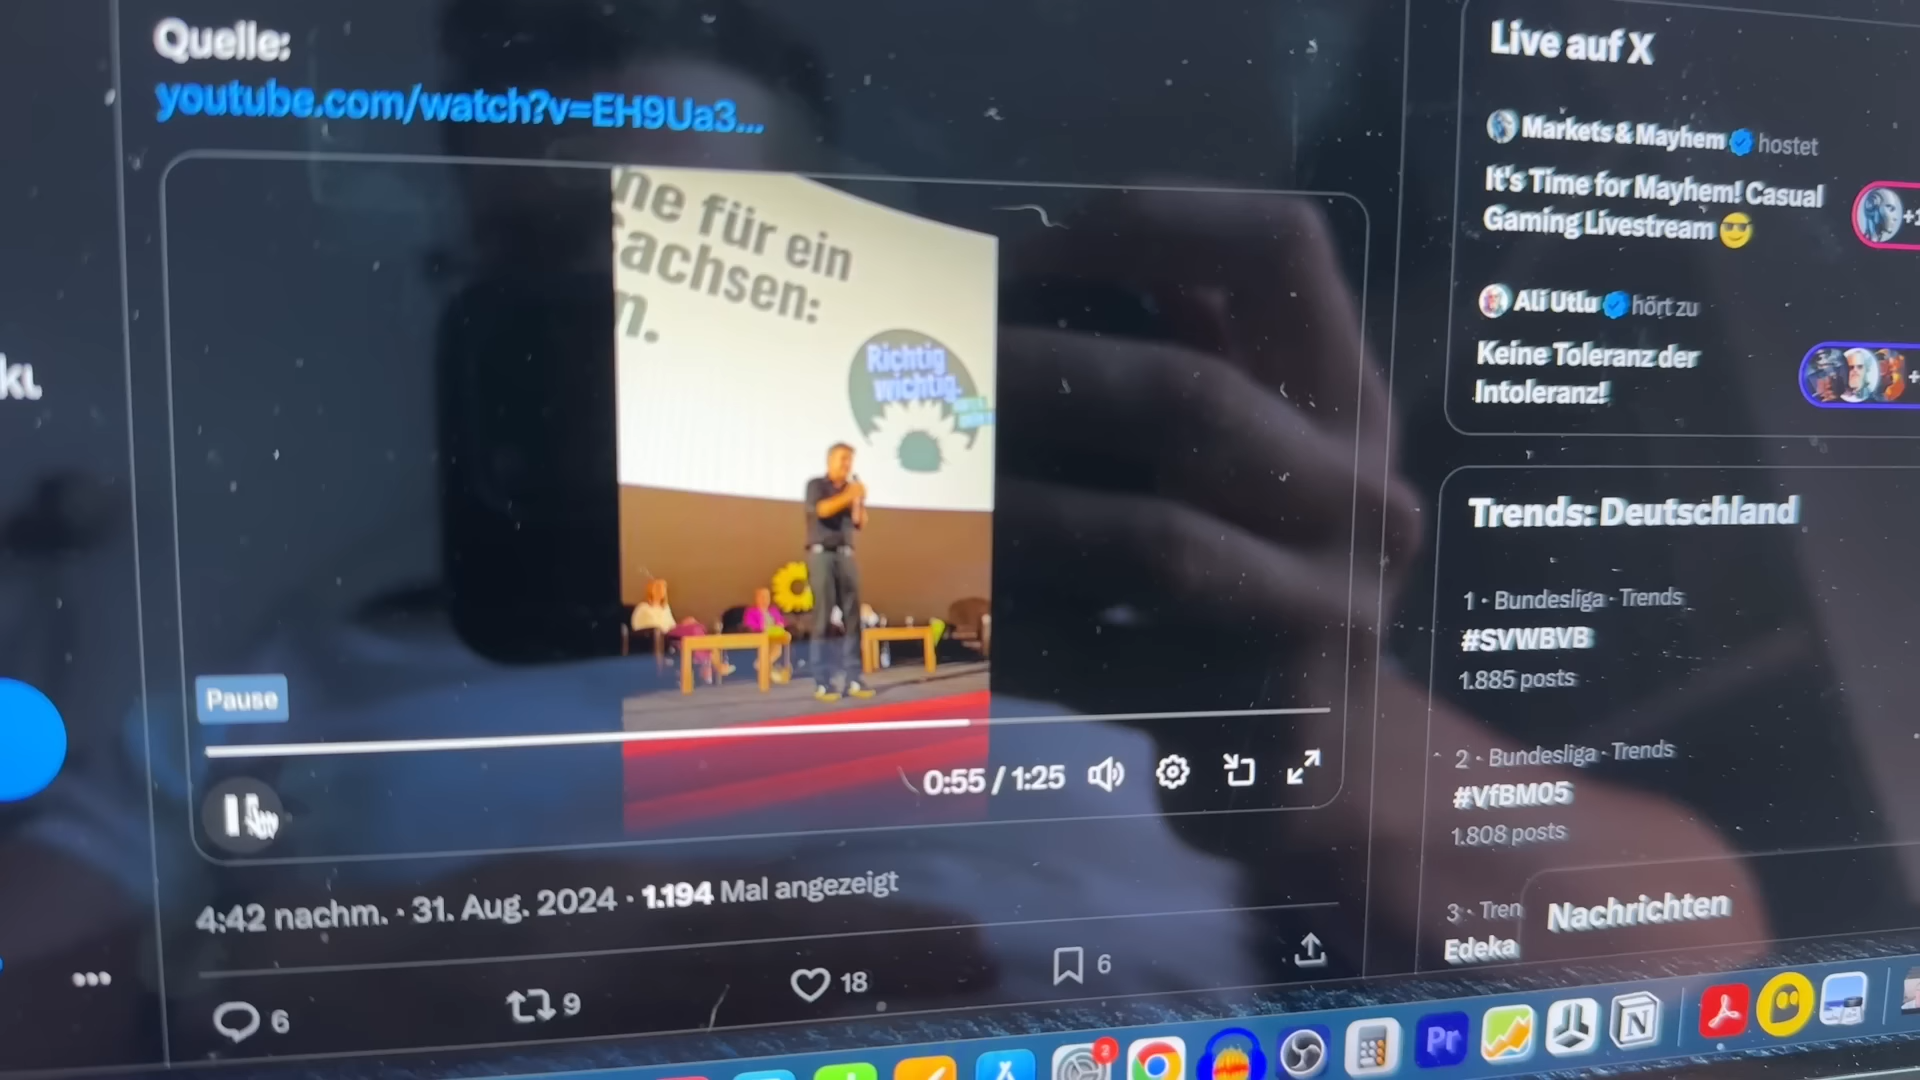 Quelle:
youtube.com/watch?v=EH9Ua3...
ne für ein
achsen:
n.
Richtig
wichtig.
Pause
0:55 / 1:25
4:42 nachm. · 31. Aug. 2024 · 1.194 Mal angezeigt
6
9
18
6
Live auf X
Markets & Mayhem hostet
It's Time for Mayhem! Casual
Gaming Livestream
Ali Utlu hört zu
Keine Toleranz der
Intoleranz!
Trends: Deutschland
1 · Bundesliga · Trends
#SVWBVB
1.885 posts
2 · Bundesliga · Trends
#VfBM05
1.808 posts
3 · Tren
Edeka
Nachrichten
2
Pr
N